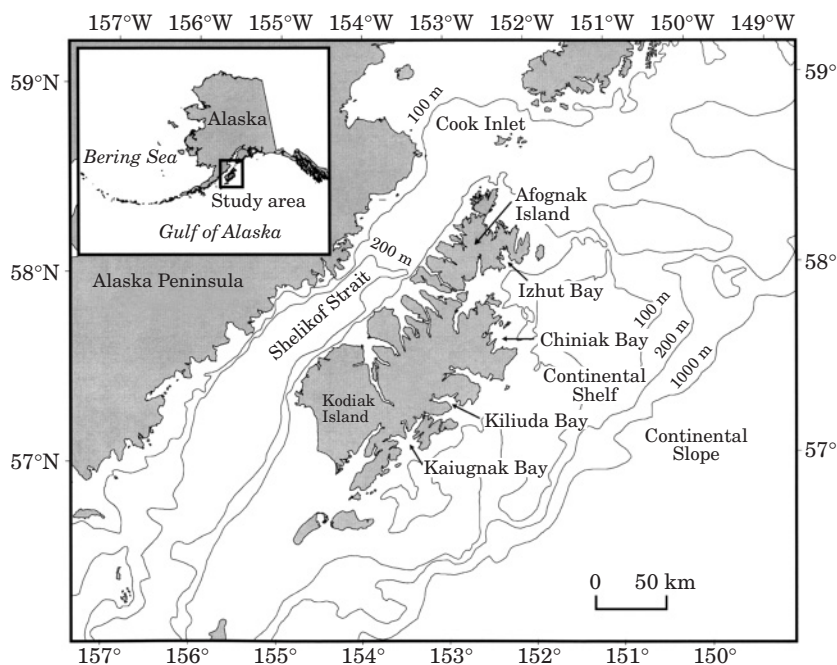 157°W 156°W 155°W 154°W 153°W 152°W 151°W 150°W 149°W
59°N
59°
100 m
Cook Inlet
Alaska
Bering Sea
Study area
Gulf of Alaska
Afognak
Island
200 m
58°N
58°
Alaska Peninsula
Shelikof Strait
Izhut Bay
100 m
Chiniak Bay
200 m
1000 m
Continental
Shelf
Kodiak
Island
Kiliuda Bay
Continental
Slope
57°N
57°
Kaiugnak Bay
0 50 km
157° 156° 155° 154° 153° 152° 151° 150°